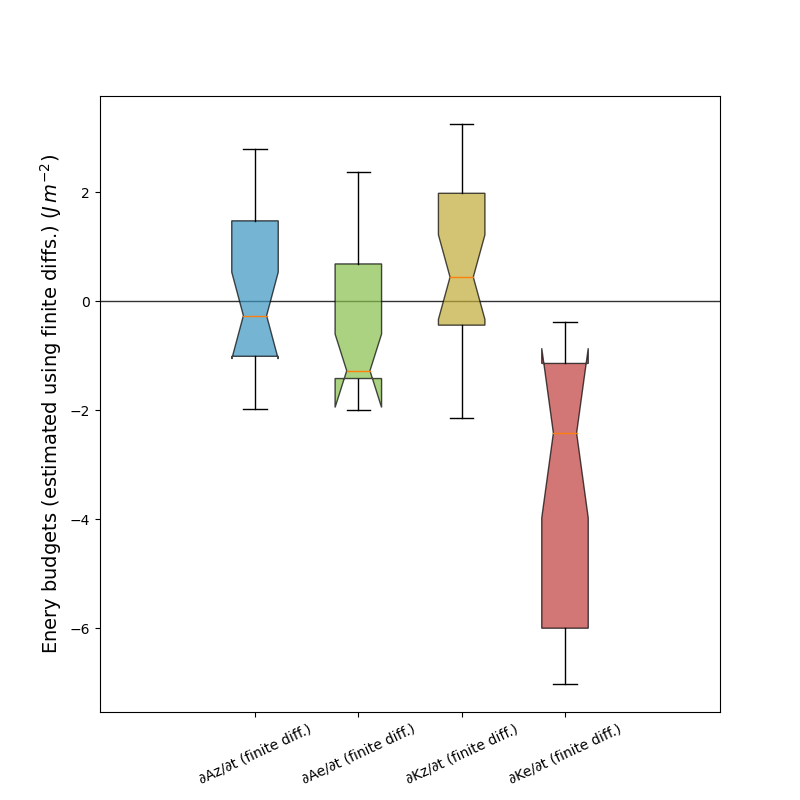 Enery budgets (estimated using finite diffs.) (J m⁻²)
2
0
−2
−4
−6
∂Az/∂t (finite diff.)
∂Ae/∂t (finite diff.)
∂Kz/∂t (finite diff.)
∂Ke/∂t (finite diff.)